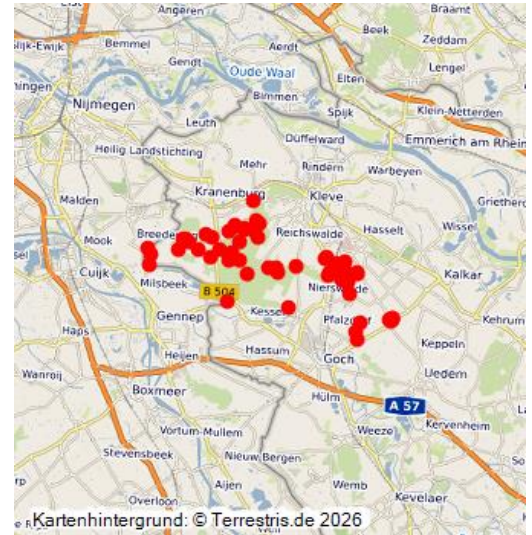 Angeren
Braamt
Slijk-Ewijk
Bemmel
Aerdt
Beek
Zeddam
Gendt
Oude Waal
Elten
Lengel
Nijmegen
Bimmen
Klein-Netterden
Leuth
Spijk
Düffelward
Emmerich am Rhein
Heilig Landstichting
Mehr
Rindern
Warbeyen
Malden
Kranenburg
Kleve
Grietherort
Reichswalde
Hasselt
Wissel
Mook
Cuijk
Kalkar
Milsbeek
B 504
Nierswalde
Kessel
Gennep
Kehrum
Haps
Keppeln
Heijen
Hassum
Goch
Uedem
Wanroij
Boxmeer
Hülm
A 57
Kervenheim
Vortum-Mullem
Weeze
Stevensbeek
Nieuw Bergen
Aijen
Wemb
Kevelaer
Overloon
Kartenhintergrund: © Terrestris.de 2026